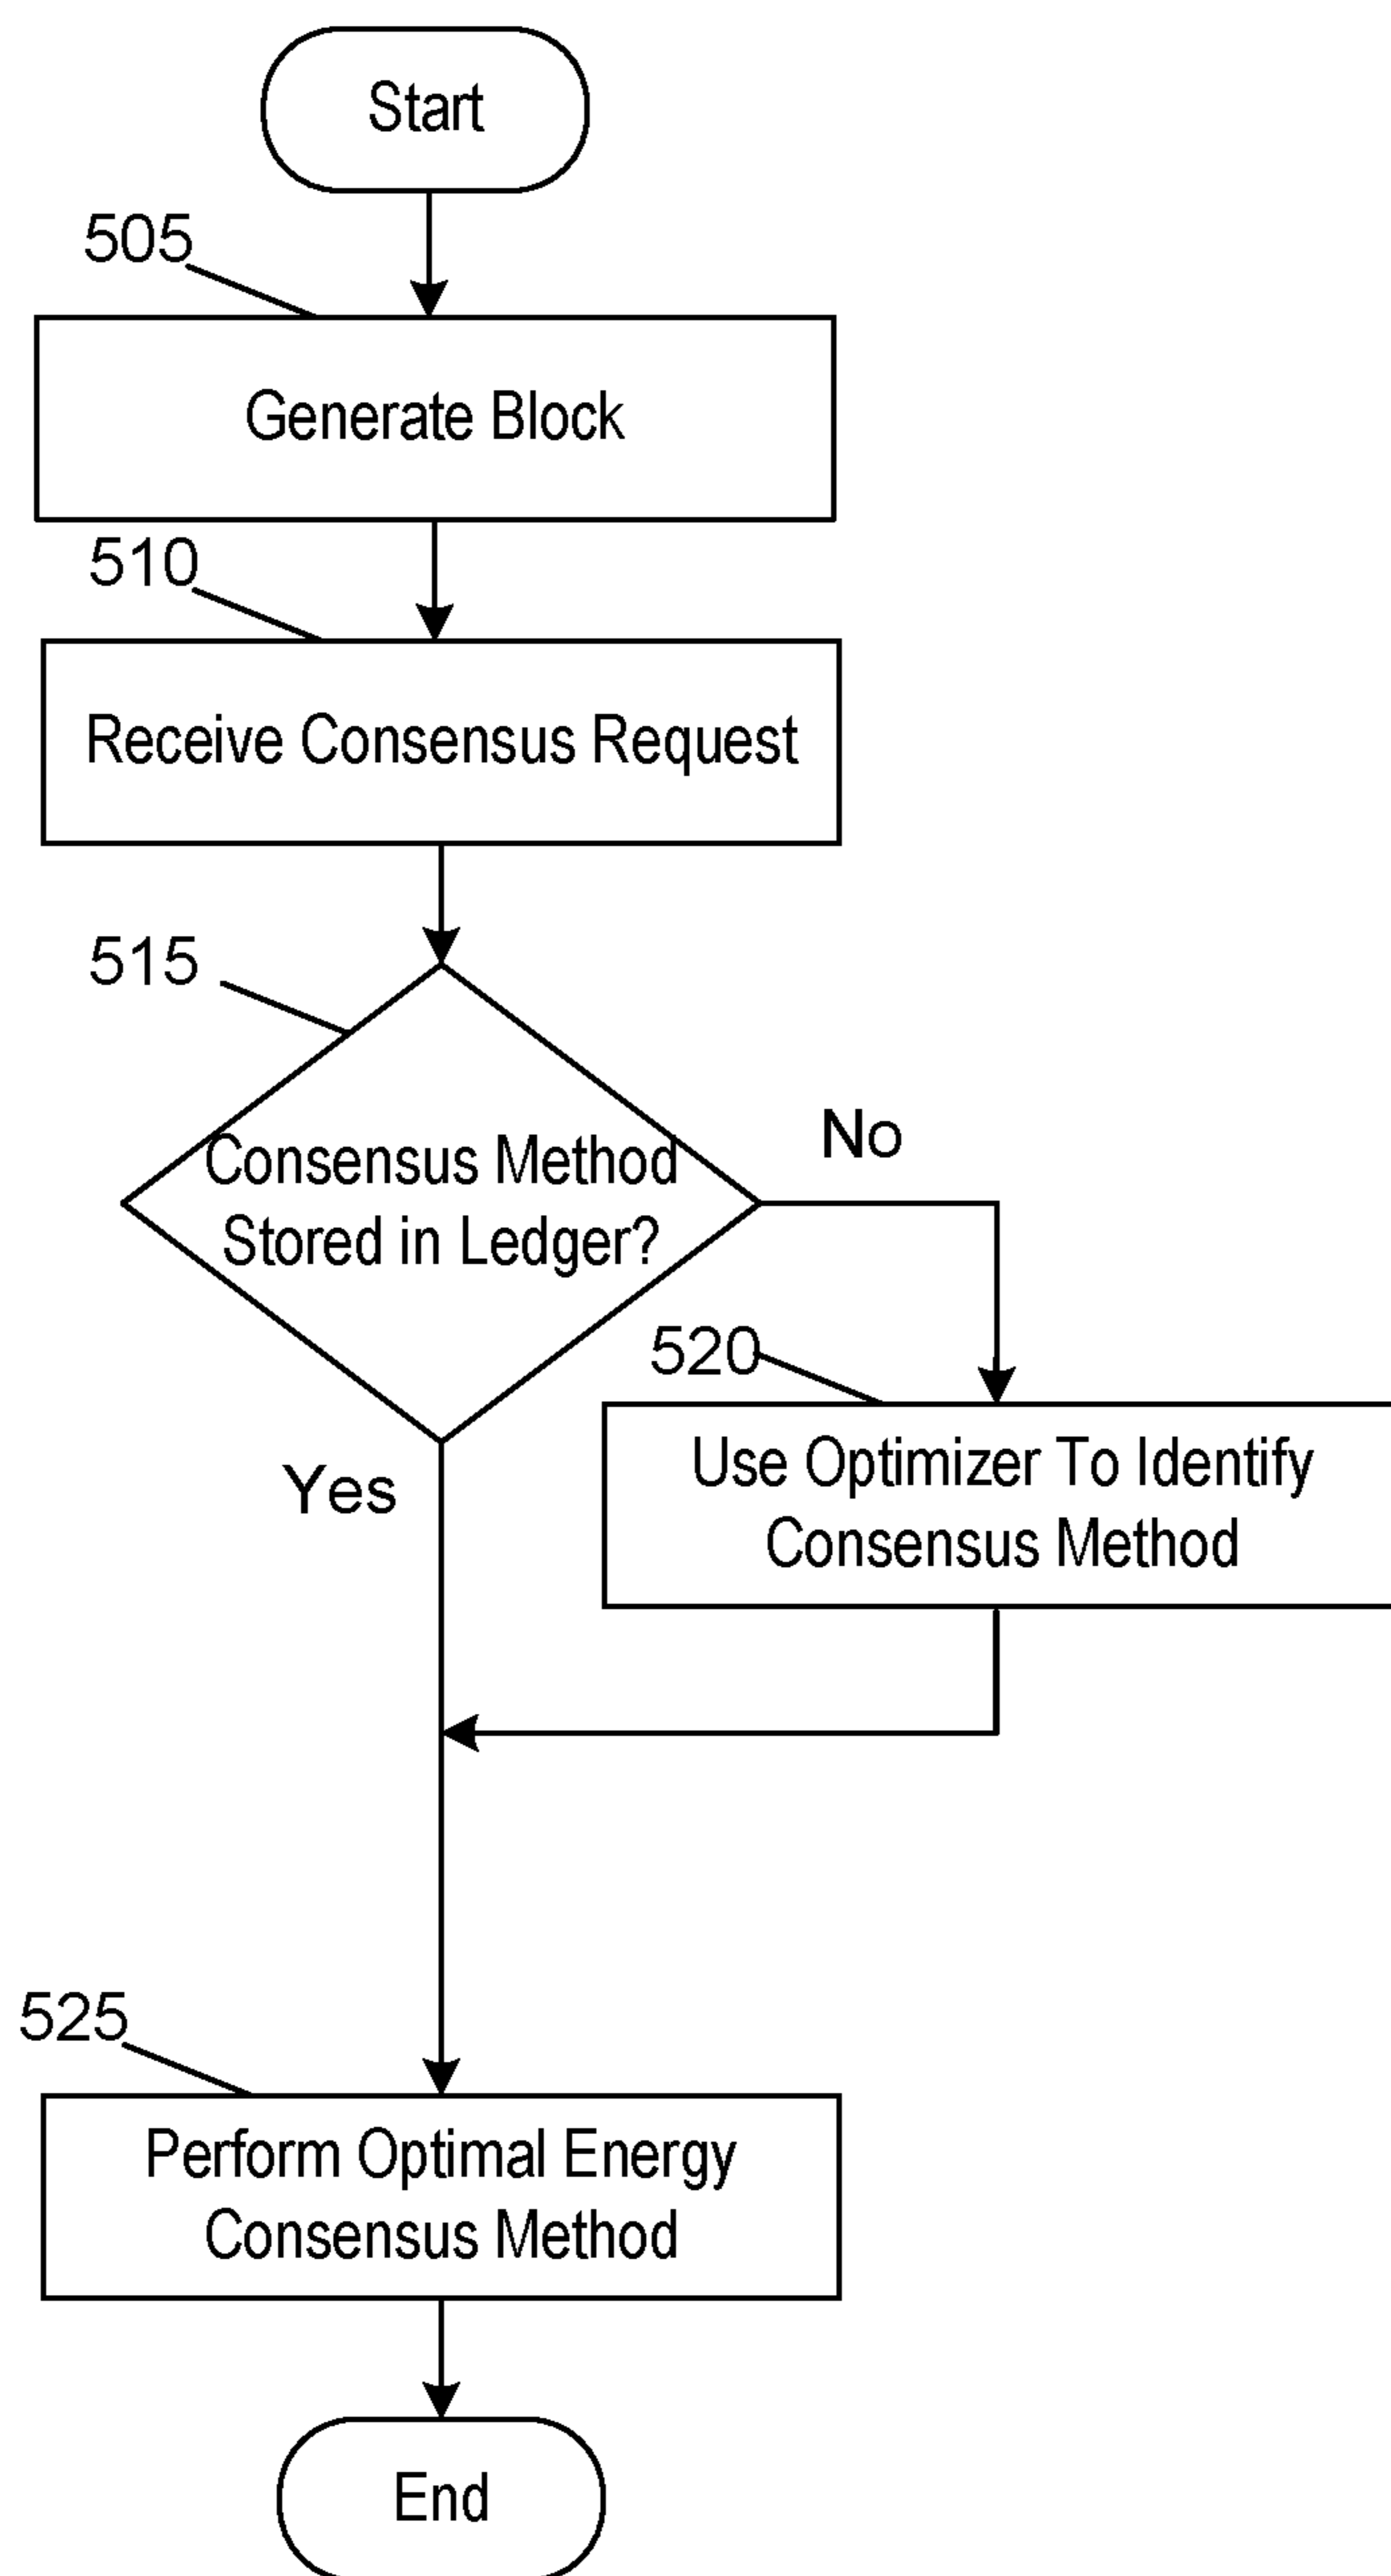 Start
505
Generate Block
510
Receive Consensus Request
515
Consensus Method
Stored in Ledger?
No
520
Use Optimizer To Identify
Consensus Method
Yes
525
Perform Optimal Energy
Consensus Method
End